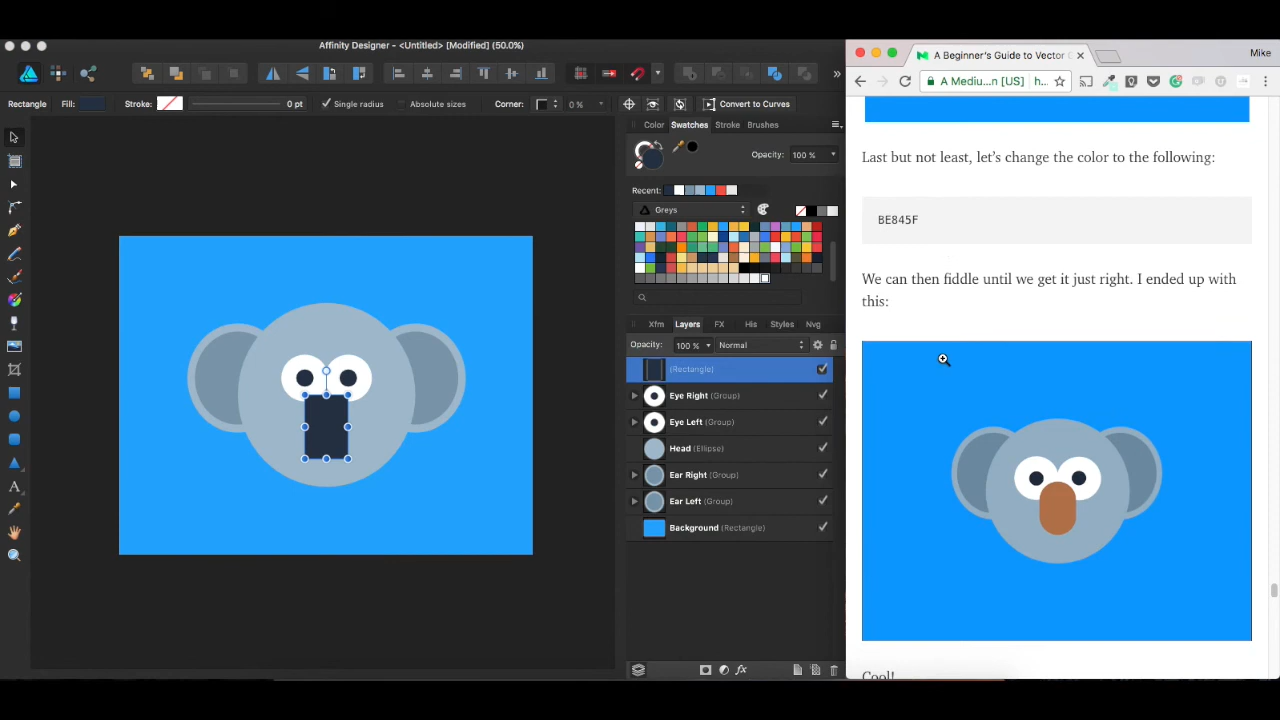 Affinity Designer - <Untitled> [Modified] (50.0%)
Rectangle
Fill:
Stroke:
0 pt
Single radius
Absolute sizes
Corner:
0 %
Convert to Curves
Color
Swatches
Stroke
Brushes
Opacity:
100 %
Recent:
Greys
Xfm
Layers
FX
His
Styles
Nvg
Opacity:
100 %
Normal
(Rectangle)
Eye Right (Group)
Eye Left (Group)
Head (Ellipse)
Ear Right (Group)
Ear Left (Group)
Background (Rectangle)
A Beginner's Guide to Vector
Mike
A Mediu...n [US]
h...
Last but not least, let’s change the color to the following:
BE845F
We can then fiddle until we get it just right. I ended up with
this:
Cool!